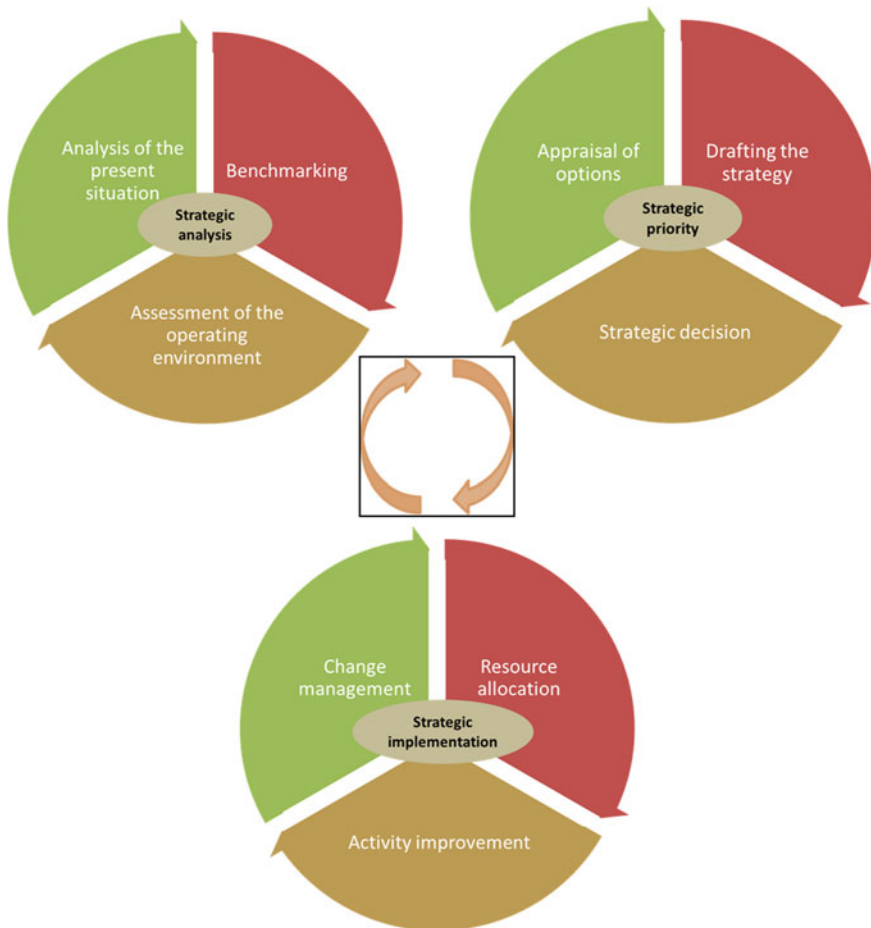 Analysis of the
present
situation
Benchmarking
Strategic
analysis
Assessment of the
operating
environment
Appraisal of
options
Drafting the
strategy
Strategic
priority
Strategic decision
Change
management
Resource
allocation
Strategic
implementation
Activity improvement